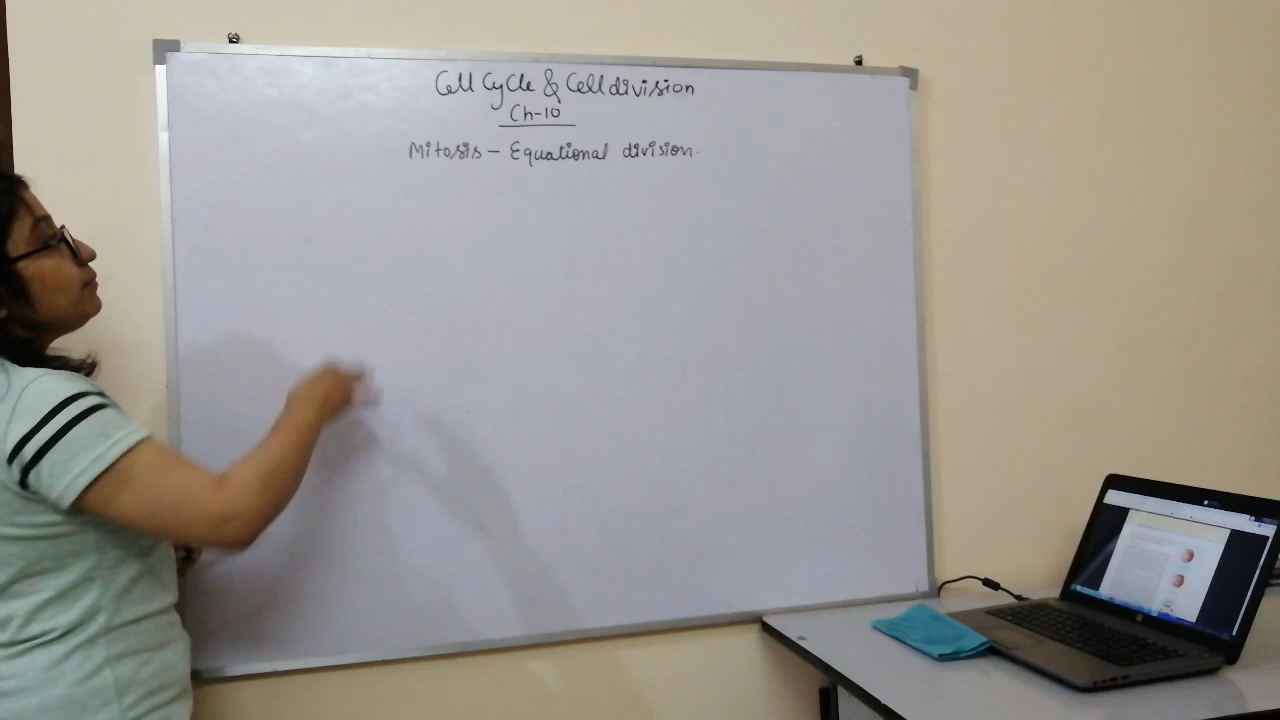 Cell Cycle & Cell division
Ch-10
Mitosis - Equational division.